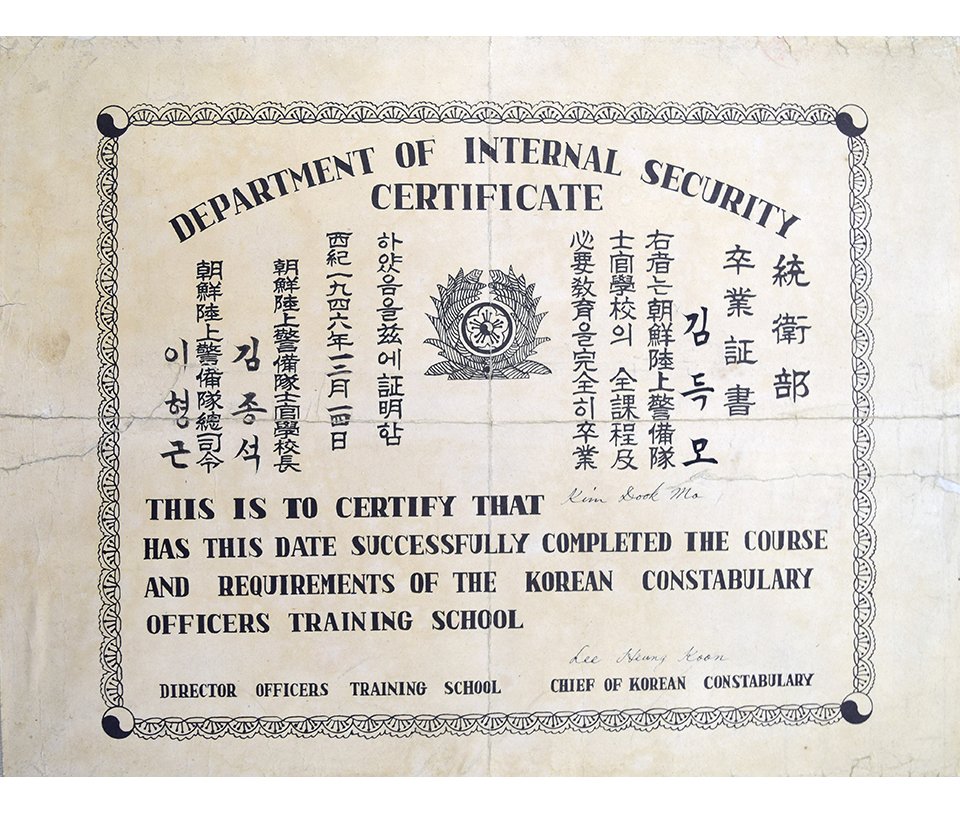 DEPARTMENT OF INTERNAL SECURITY
CERTIFICATE
統衛部
卒業証書
김득모
右者는朝鮮陸上警備隊
士官學校의 全課程及
必要敎育을完全히卒業
하얏음을玆에証明함
西紀一九四六年一二月一四日
朝鮮陸上警備隊士官學校長
김종석
朝鮮陸上警備隊總司令
이형근
THIS IS TO CERTIFY THAT Kim Dook Mo
HAS THIS DATE SUCCESSFULLY COMPLETED THE COURSE
AND REQUIREMENTS OF THE KOREAN CONSTABULARY
OFFICERS TRAINING SCHOOL
Lee Heung Koon
DIRECTOR OFFICERS TRAINING SCHOOL CHIEF OF KOREAN CONSTABULARY